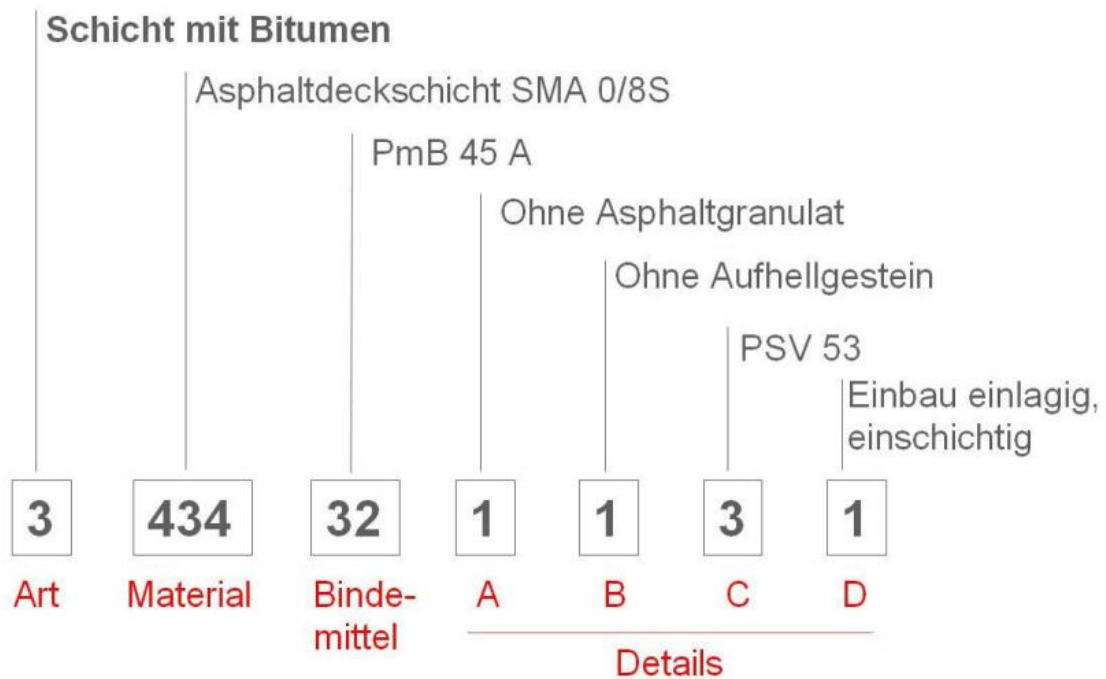 Schicht mit Bitumen
Asphaltdeckschicht SMA 0/8S
PmB 45 A
Ohne Asphaltgranulat
Ohne Aufhellgestein
PSV 53
Einbau einlagig,
einschichtig
3 434 32 1 1 3 1
Art Material Binde-
mittel A B C D
Details